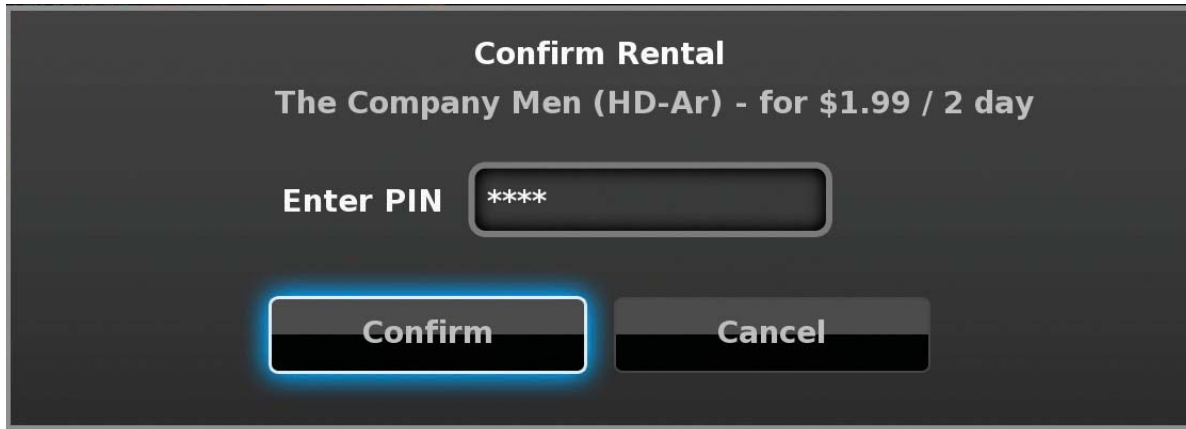 Confirm Rental
The Company Men (HD-Ar) - for $1.99 / 2 day
Enter PIN ****
Confirm Cancel